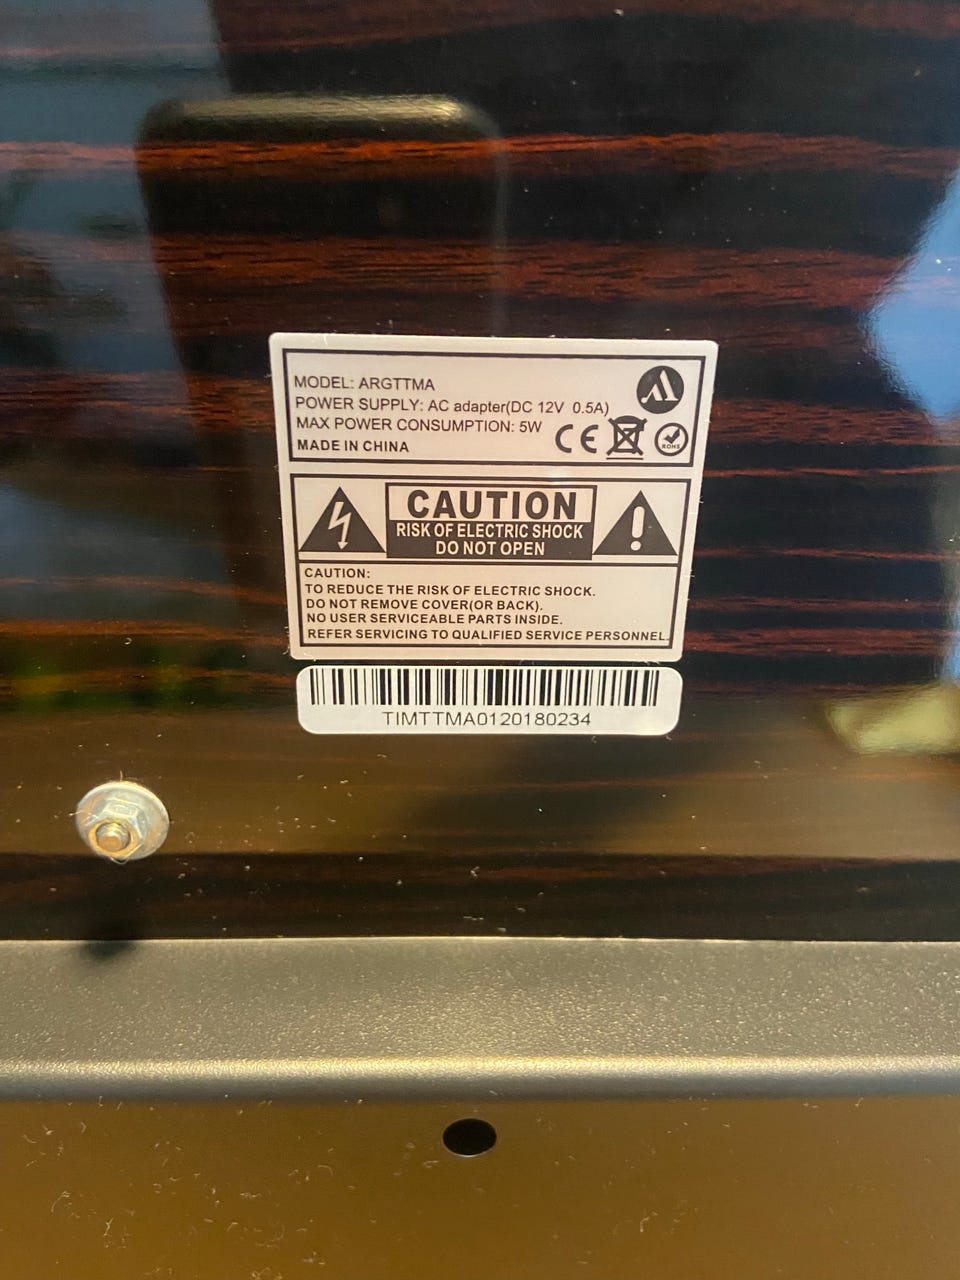 MODEL: ARGTTMA
POWER SUPPLY: AC adapter(DC 12V 0.5A)
MAX POWER CONSUMPTION: 5W
MADE IN CHINA
CE
ROHS
CAUTION
RISK OF ELECTRIC SHOCK
DO NOT OPEN
CAUTION:
TO REDUCE THE RISK OF ELECTRIC SHOCK.
DO NOT REMOVE COVER(OR BACK).
NO USER SERVICEABLE PARTS INSIDE.
REFER SERVICING TO QUALIFIED SERVICE PERSONNEL.
TIMTTMA0120180234